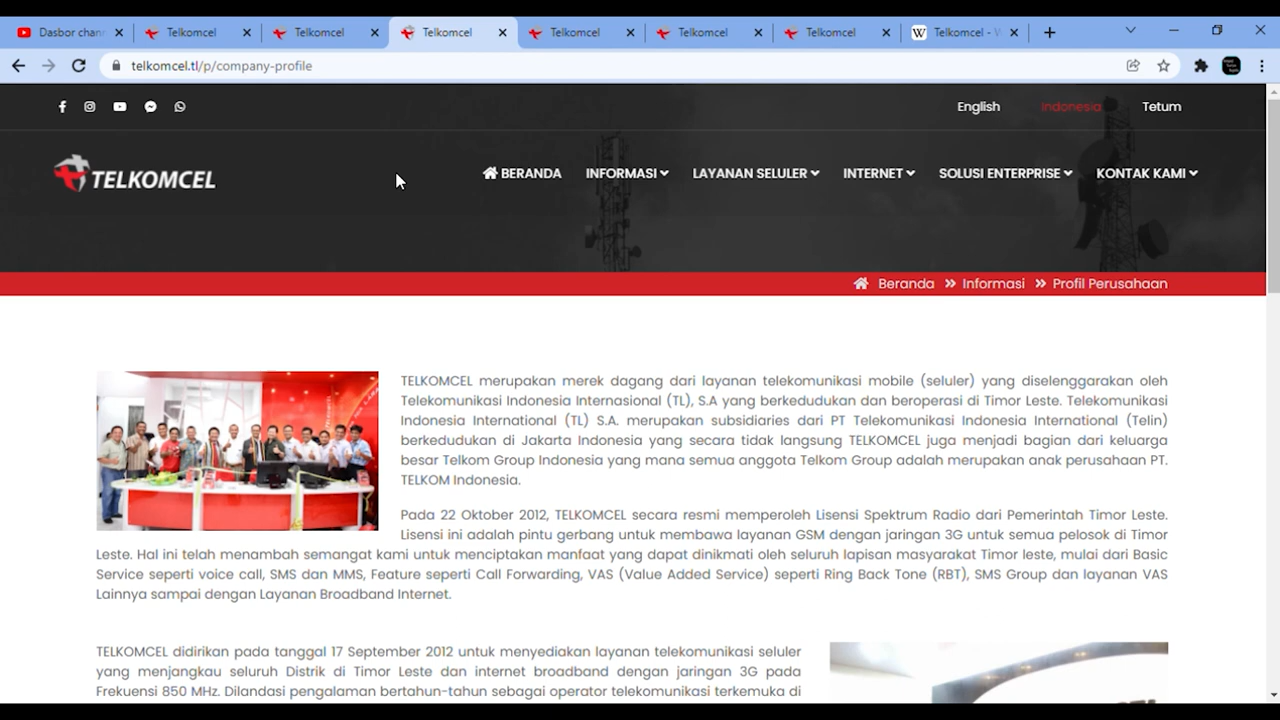 Dasbor chan
Telkomcel
Telkomcel
Telkomcel
Telkomcel
Telkomcel
Telkomcel
Telkomcel - W
telkomcel.tl/p/company-profile
English
Indonesia
Tetum
TELKOMCEL
BERANDA
INFORMASI
LAYANAN SELULER
INTERNET
SOLUSI ENTERPRISE
KONTAK KAMI
Beranda » Informasi » Profil Perusahaan
TELKOMCEL merupakan merek dagang dari layanan telekomunikasi mobile (seluler) yang diselenggarakan oleh
Telekomunikasi Indonesia Internasional (TL), S.A yang berkedudukan dan beroperasi di Timor Leste. Telekomunikasi
Indonesia International (TL) S.A. merupakan subsidiaries dari PT Telekomunikasi Indonesia International (Telin)
berkedudukan di Jakarta Indonesia yang secara tidak langsung TELKOMCEL juga menjadi bagian dari keluarga
besar Telkom Group Indonesia yang mana semua anggota Telkom Group adalah merupakan anak perusahaan PT.
TELKOM Indonesia.
Pada 22 Oktober 2012, TELKOMCEL secara resmi memperoleh Lisensi Spektrum Radio dari Pemerintah Timor Leste.
Lisensi ini adalah pintu gerbang untuk membawa layanan GSM dengan jaringan 3G untuk semua pelosok di Timor
Leste. Hal ini telah menambah semangat kami untuk menciptakan manfaat yang dapat dinikmati oleh seluruh lapisan masyarakat Timor leste, mulai dari Basic
Service seperti voice call, SMS dan MMS, Feature seperti Call Forwarding, VAS (Value Added Service) seperti Ring Back Tone (RBT), SMS Group dan layanan VAS
Lainnya sampai dengan Layanan Broadband Internet.
TELKOMCEL didirikan pada tanggal 17 September 2012 untuk menyediakan layanan telekomunikasi seluler
yang menjangkau seluruh Distrik di Timor Leste dan internet broadband dengan jaringan 3G pada
Frekuensi 850 MHz. Dilandasi pengalaman bertahun-tahun sebagai operator telekomunikasi terkemuka di